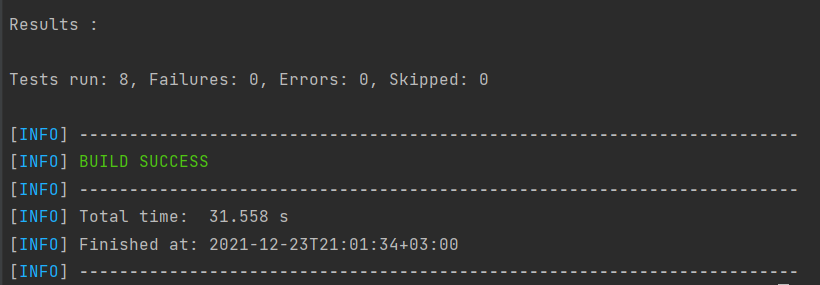 Results :
Tests run: 8, Failures: 0, Errors: 0, Skipped: 0
[INFO] ------------------------------------------------------------------------
[INFO] BUILD SUCCESS
[INFO] ------------------------------------------------------------------------
[INFO] Total time:  31.558 s
[INFO] Finished at: 2021-12-23T21:01:34+03:00
[INFO] ------------------------------------------------------------------------